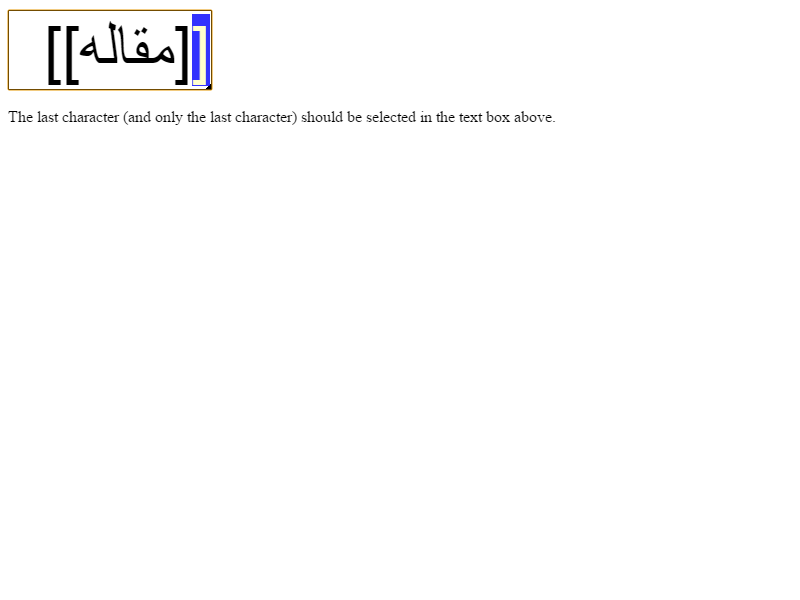 [[مقاله]]
The last character (and only the last character) should be selected in the text box above.